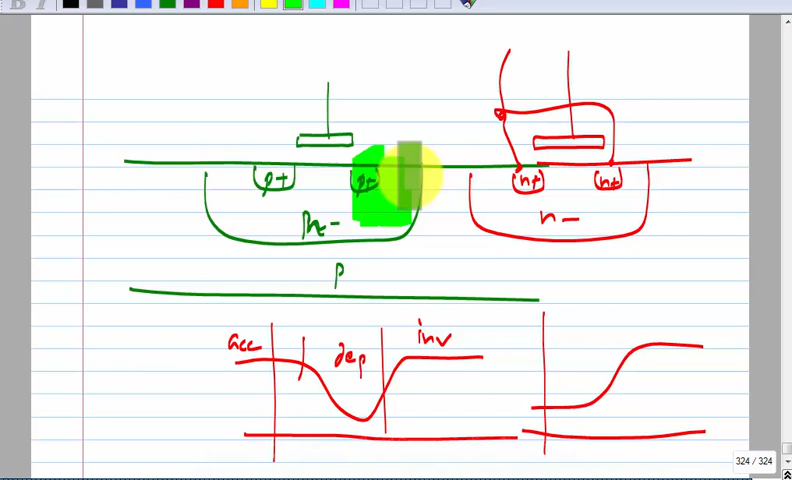 p+ p+ n+ n+
n-
p
acc dep inv
324 / 324